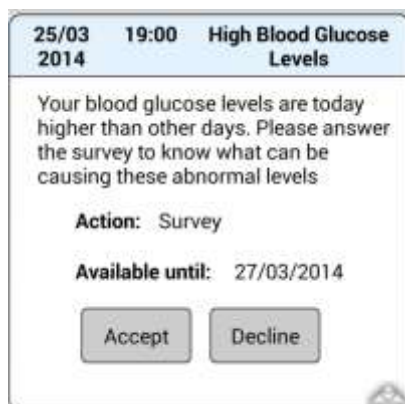 25/03 19:00 High Blood Glucose
2014 Levels
Your blood glucose levels are today
higher than other days. Please answer
the survey to know what can be
causing these abnormal levels
Action: Survey
Available until: 27/03/2014
Accept Decline